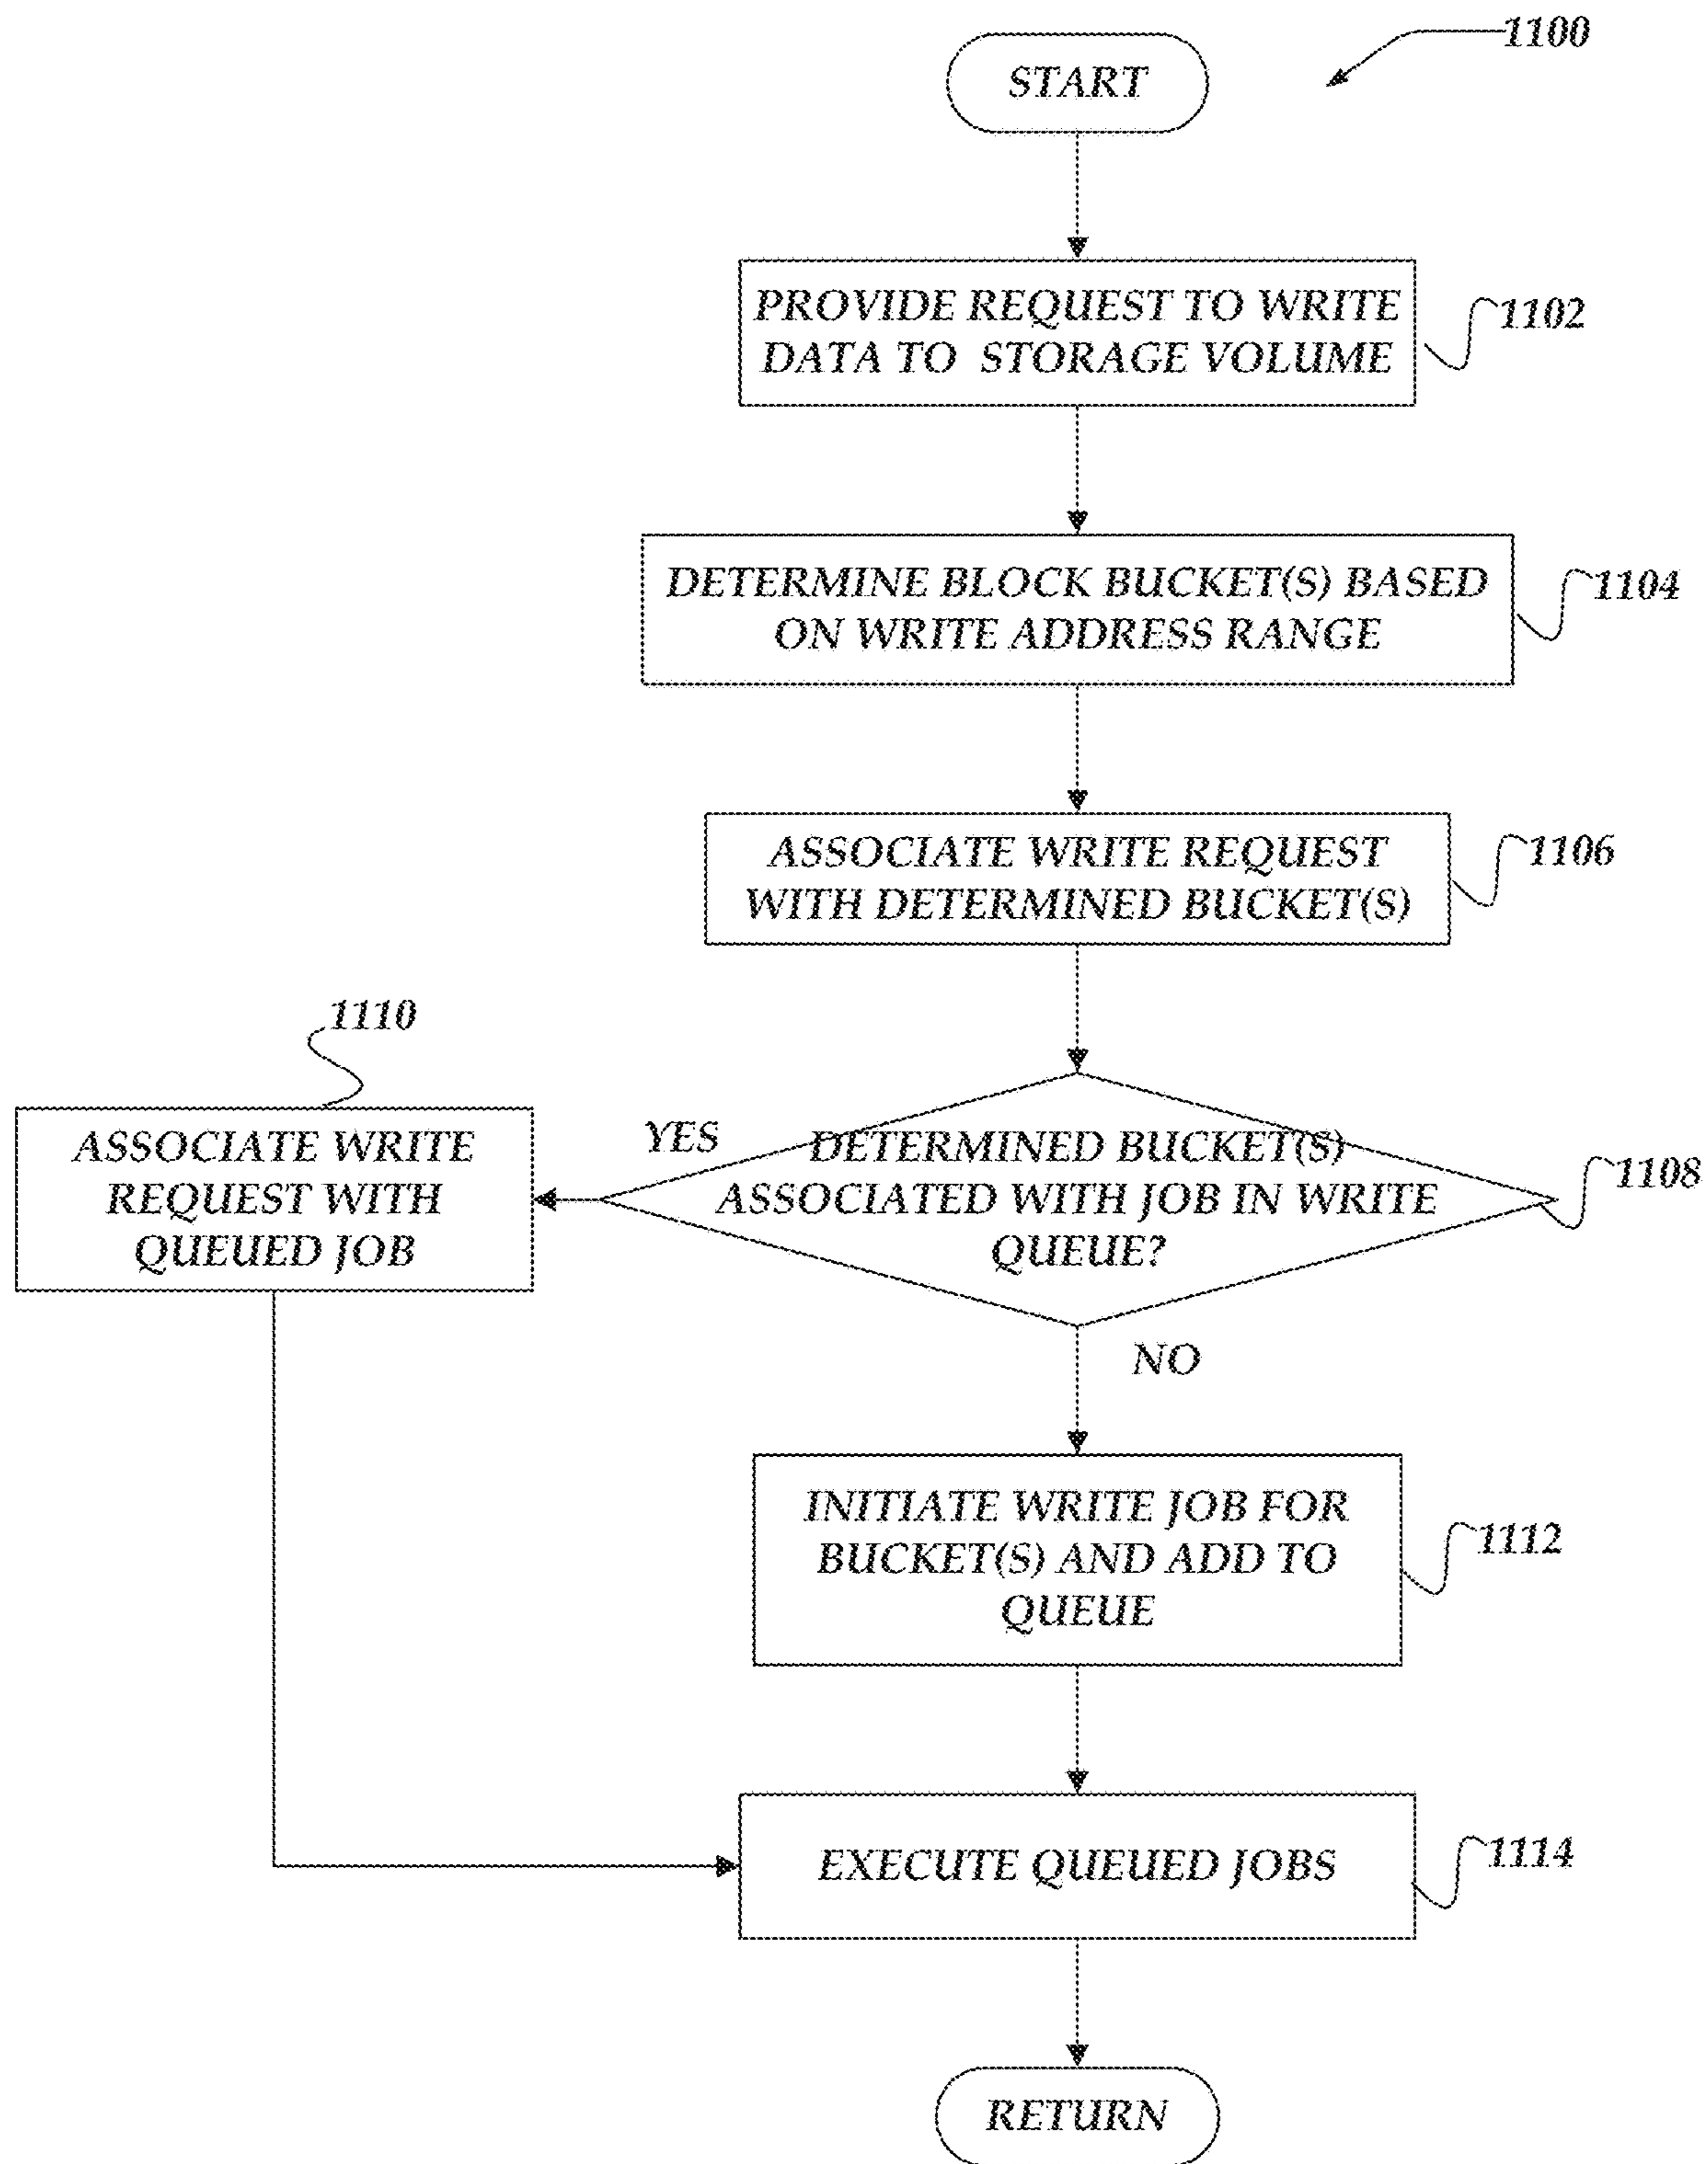 1100
START
PROVIDE REQUEST TO WRITE
DATA TO STORAGE VOLUME
1102
DETERMINE BLOCK BUCKET(S) BASED
ON WRITE ADDRESS RANGE
1104
ASSOCIATE WRITE REQUEST
WITH DETERMINED BUCKET(S)
1106
1110
ASSOCIATE WRITE
REQUEST WITH
QUEUED JOB
YES
DETERMINED BUCKET(S)
ASSOCIATED WITH JOB IN WRITE
QUEUE?
1108
NO
INITIATE WRITE JOB FOR
BUCKET(S) AND ADD TO
QUEUE
1112
EXECUTE QUEUED JOBS
1114
RETURN